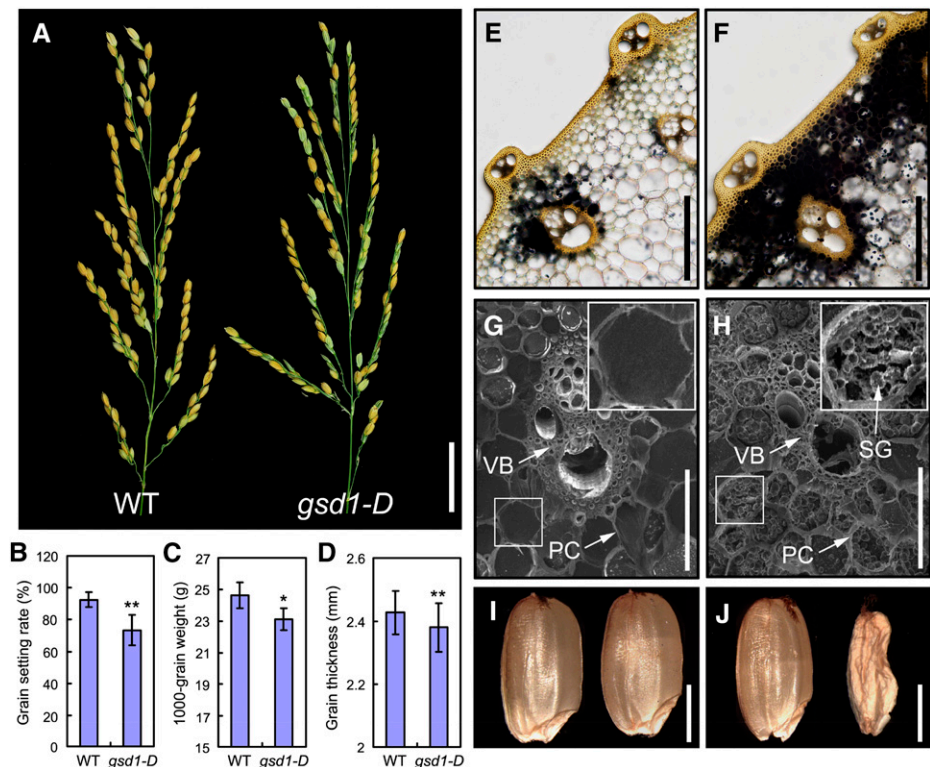 A
WT
gsd1-D
B
Grain setting rate (%)
120
100
80
60
40
20
0
**
WT gsd1-D
C
1000-grain weight (g)
27
25
23
21
19
17
15
*
WT gsd1-D
D
Grain thickness (mm)
2.6
2.4
2.2
2
**
WT gsd1-D
E
F
G
VB
PC
H
VB
SG
PC
I
J